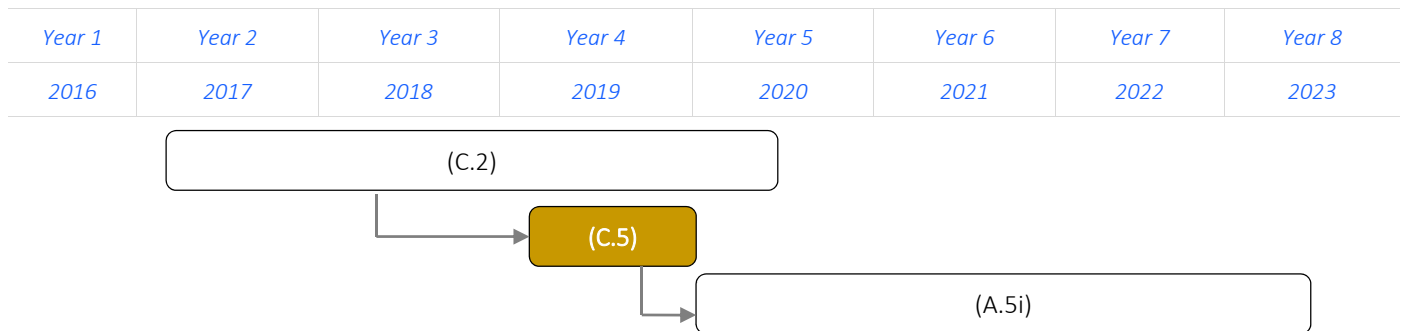 Year 1 Year 2 Year 3 Year 4 Year 5 Year 6 Year 7 Year 8
2016 2017 2018 2019 2020 2021 2022 2023
(C.2)
(C.5)
(A.5i)